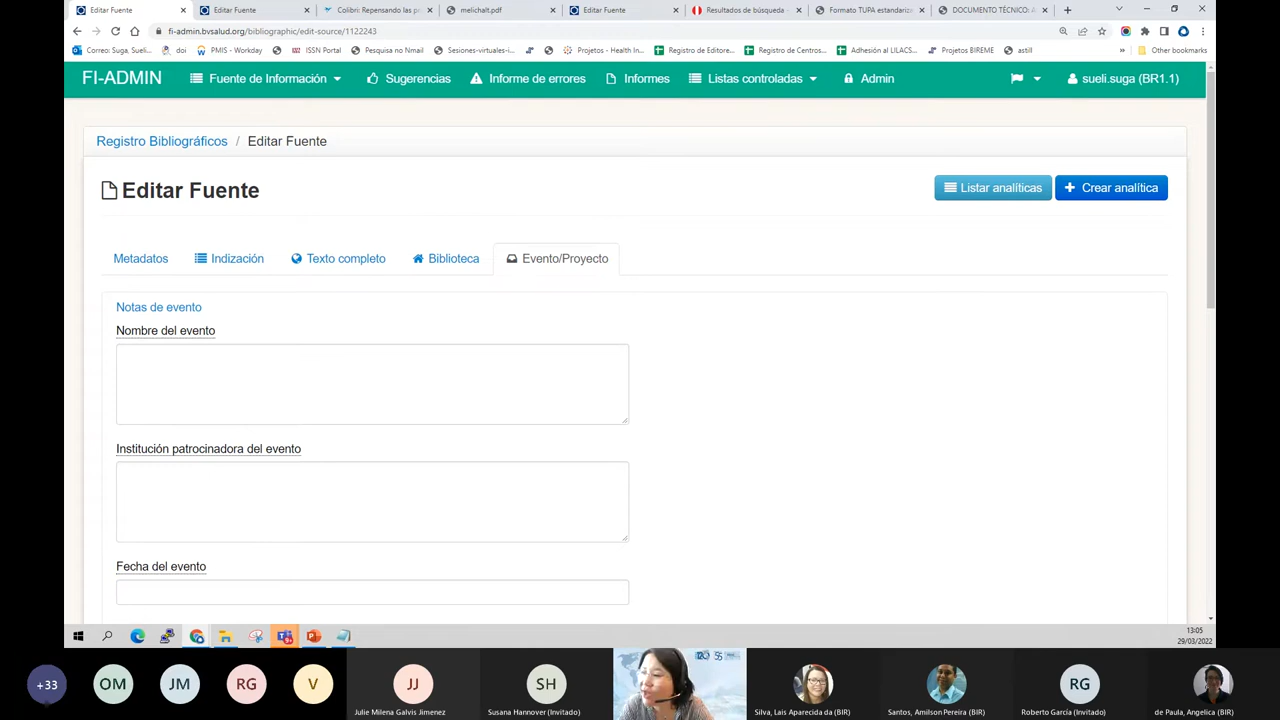 Editar Fuente
Editar Fuente
Colibri: Repensando las p
melichalt.pdf
Editar Fuente
Resultados de búsqueda
Formato TUPA estandariza
DOCUMENTO TÉCNICO: A
fi-admin.bvsalud.org/bibliographic/edit-source/1122243
Correo: Suga, Sueli...
doi
PMIS - Workday
ISSN Portal
Pesquisa no Nmail
Sesiones-virtuales-i...
Projetos - Health In...
Registro de Editore...
Registro de Centros...
Adhesión al LILACS...
Projetos BIREME
astill
»
Other bookmarks
FI-ADMIN
Fuente de Información
Sugerencias
Informe de errores
Informes
Listas controladas
Admin
sueli.suga (BR1.1)
Registro Bibliográficos / Editar Fuente
Editar Fuente
Listar analíticas
+ Crear analítica
Metadatos
Indización
Texto completo
Biblioteca
Evento/Proyecto
Notas de evento
Nombre del evento
Institución patrocinadora del evento
Fecha del evento
13:05
29/03/2022
+33
OM
JM
RG
V
JJ
SH
RG
Julie Milena Galvis Jimenez
Susana Hannover (Invitado)
Silva, Lais Aparecida da (BIR)
Santos, Amilson Pereira (BIR)
Roberto García (Invitado)
de Paula, Angelica (BIR)